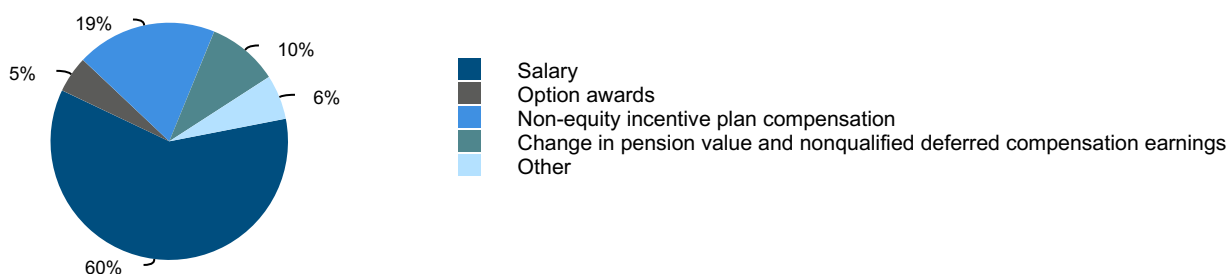 19%
10%
5%
6%
60%
Salary
Option awards
Non-equity incentive plan compensation
Change in pension value and nonqualified deferred compensation earnings
Other